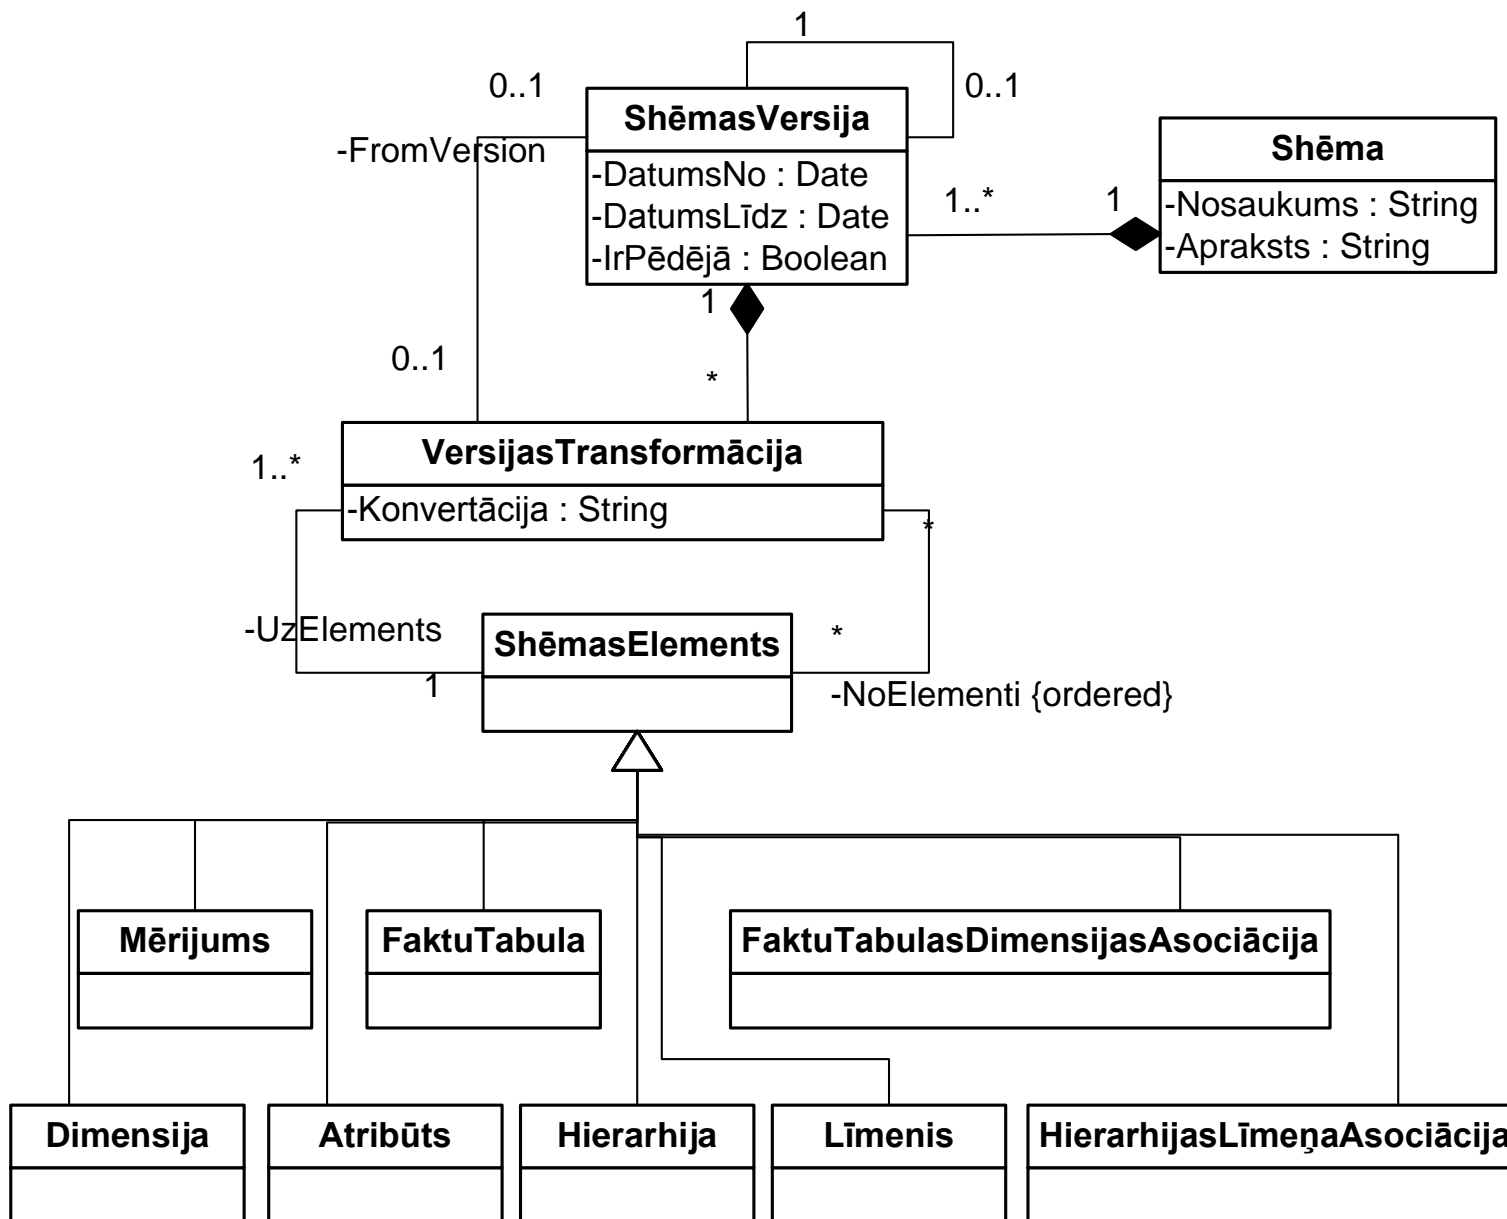 1
0..1
0..1
ShēmasVersija
Shēma
-FromVersion
-DatumsNo : Date
-DatumsLīdz : Date
-IrPēdējā : Boolean
1..*
1
-Nosaukums : String
-Apraksts : String
1
0..1
*
VersijasTransformācija
1..*
-Konvertācija : String
*
-UzElements
ShēmasElements
*
1
-NoElementi {ordered}
Mērijums
FaktuTabula
FaktuTabulasDimensijasAsociācija
Dimensija
Atribūts
Hierarhija
Līmenis
HierarhijasLīmeņaAsociācija